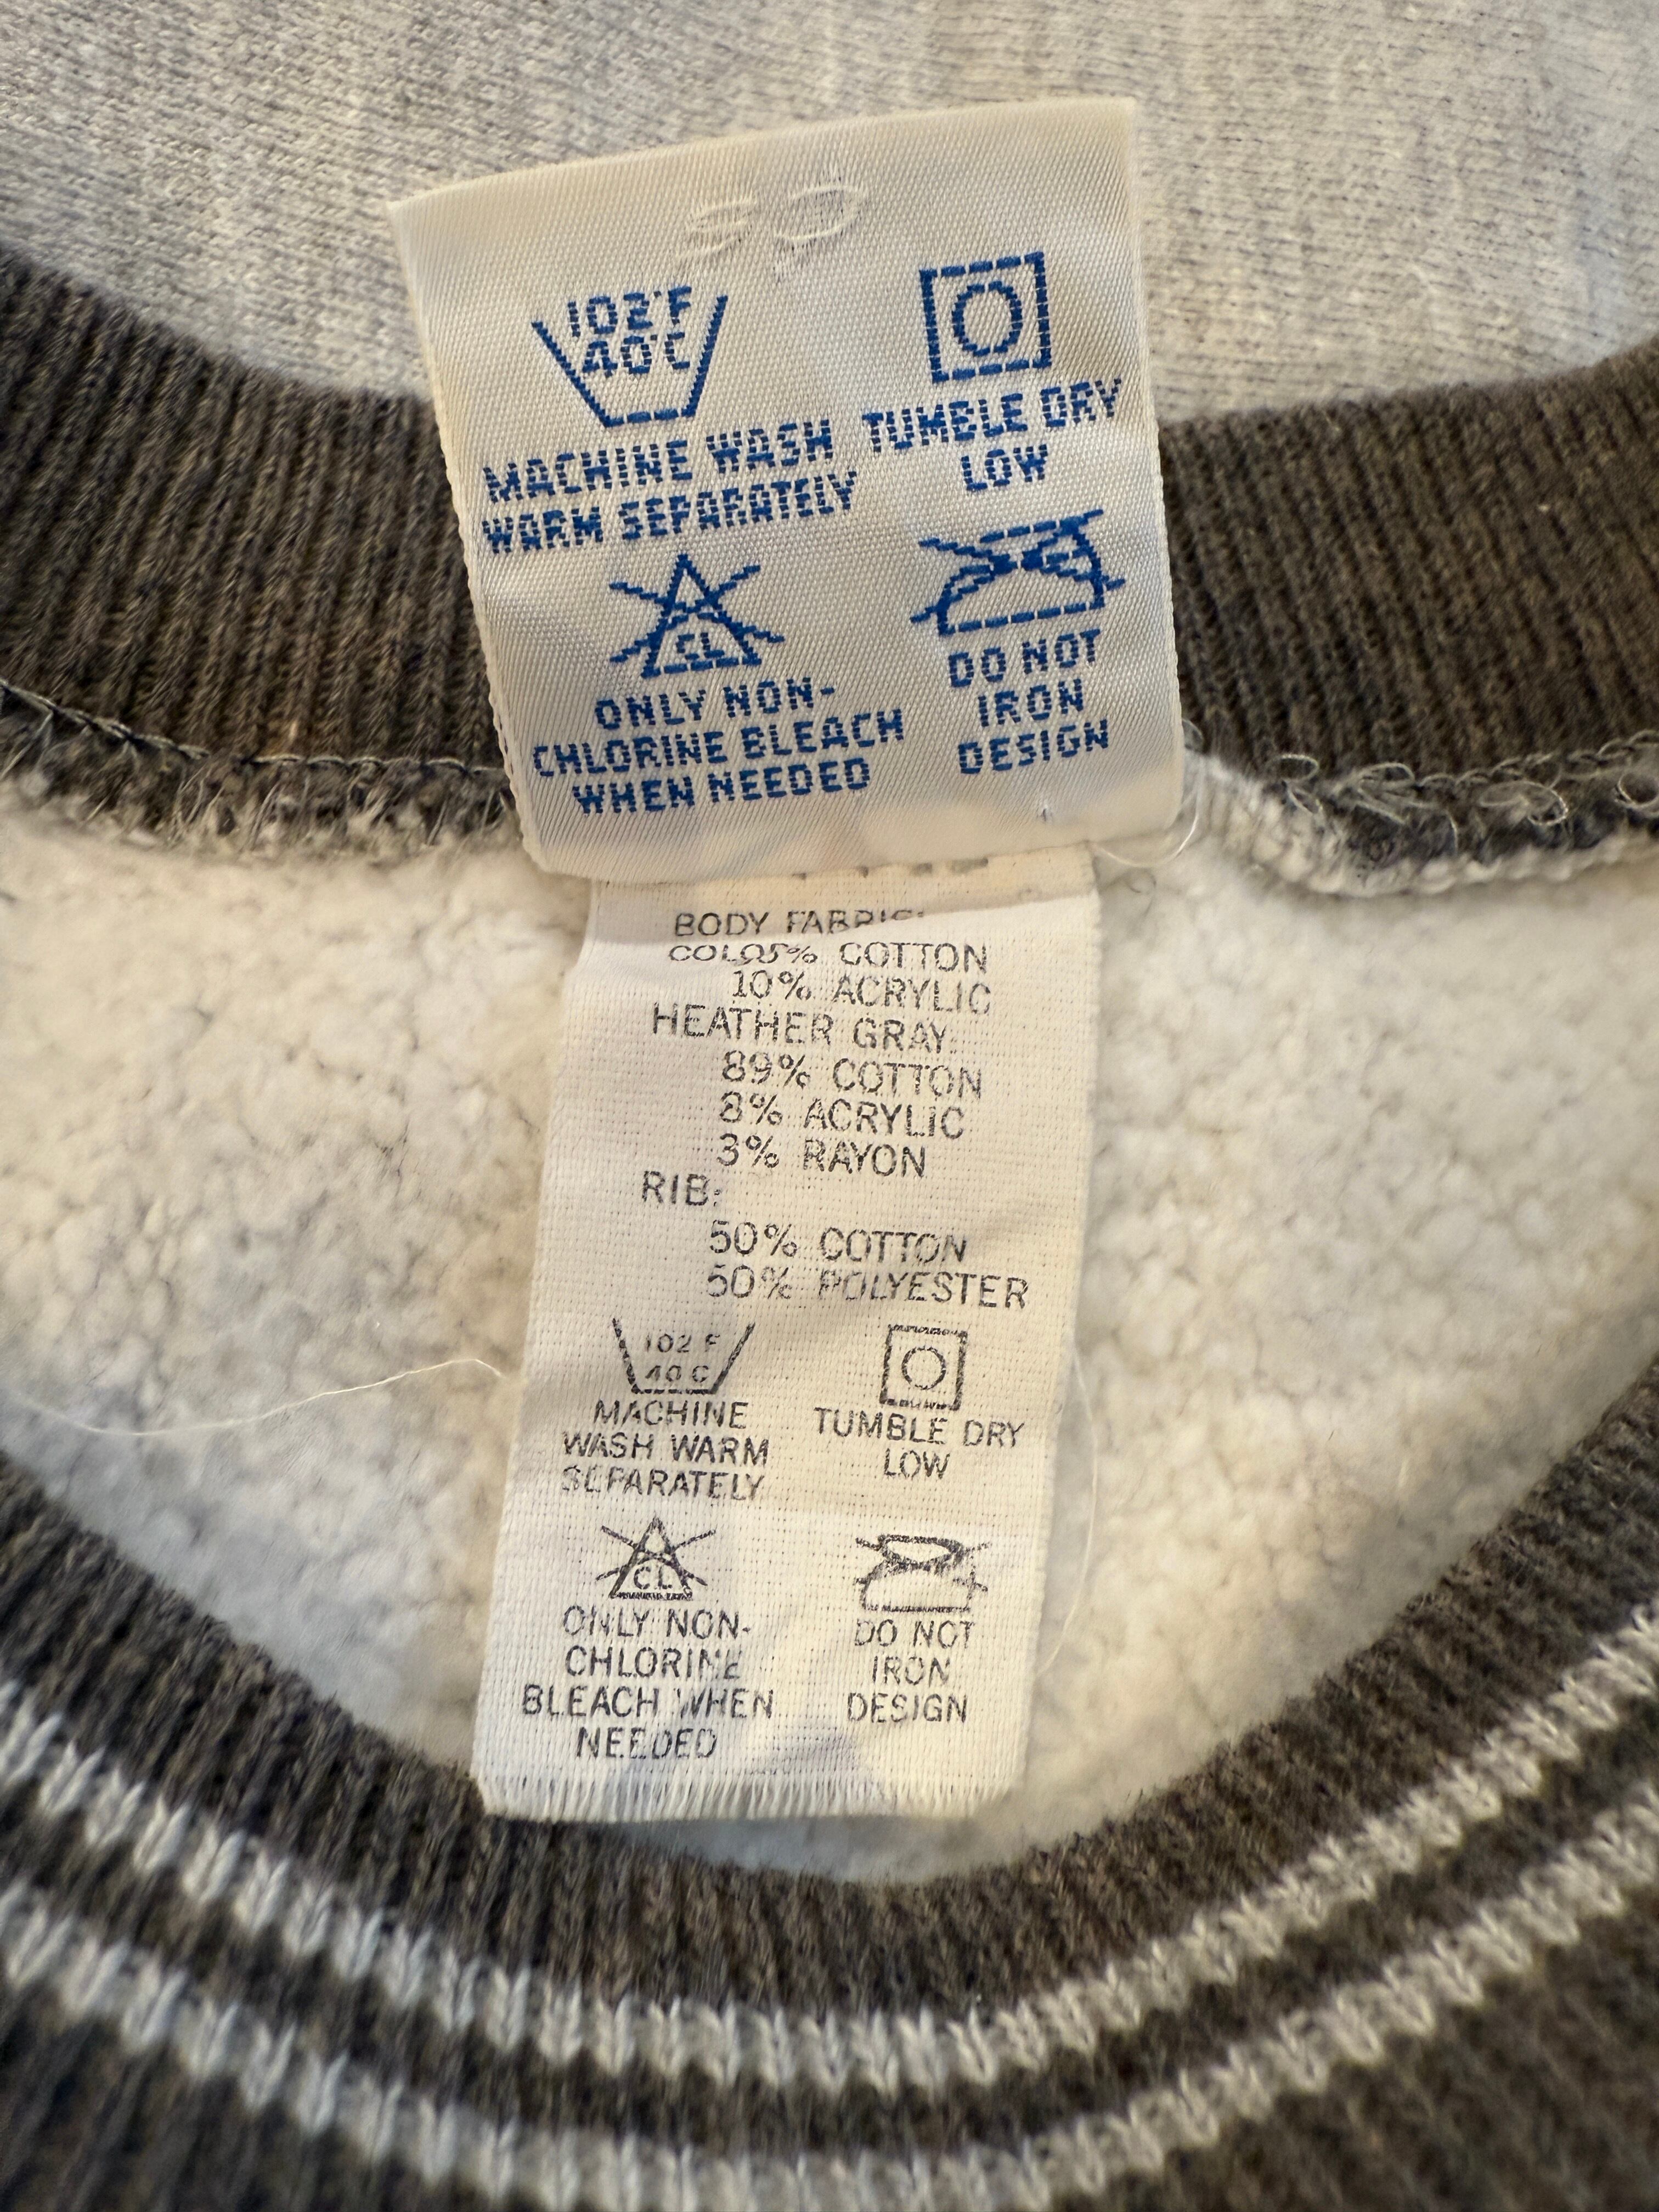 102°F
40°C
MACHINE WASH
WARM SEPARATELY
TUMBLE DRY
LOW
CL
ONLY NON-
CHLORINE BLEACH
WHEN NEEDED
DO NOT
IRON
DESIGN
BODY
COTTON
10% ACRYLIC
HEATHER GRAY:
89% COTTON
8% ACRYLIC
3% RAYON
RIB:
50% COTTON
50% POLYESTER
102 F
40 C
MACHINE
WASH WARM
SEPARATELY
TUMBLE DRY
LOW
CL
ONLY NON-
CHLORINE
BLEACH WHEN
NEEDED
DO NOT
IRON
DESIGN